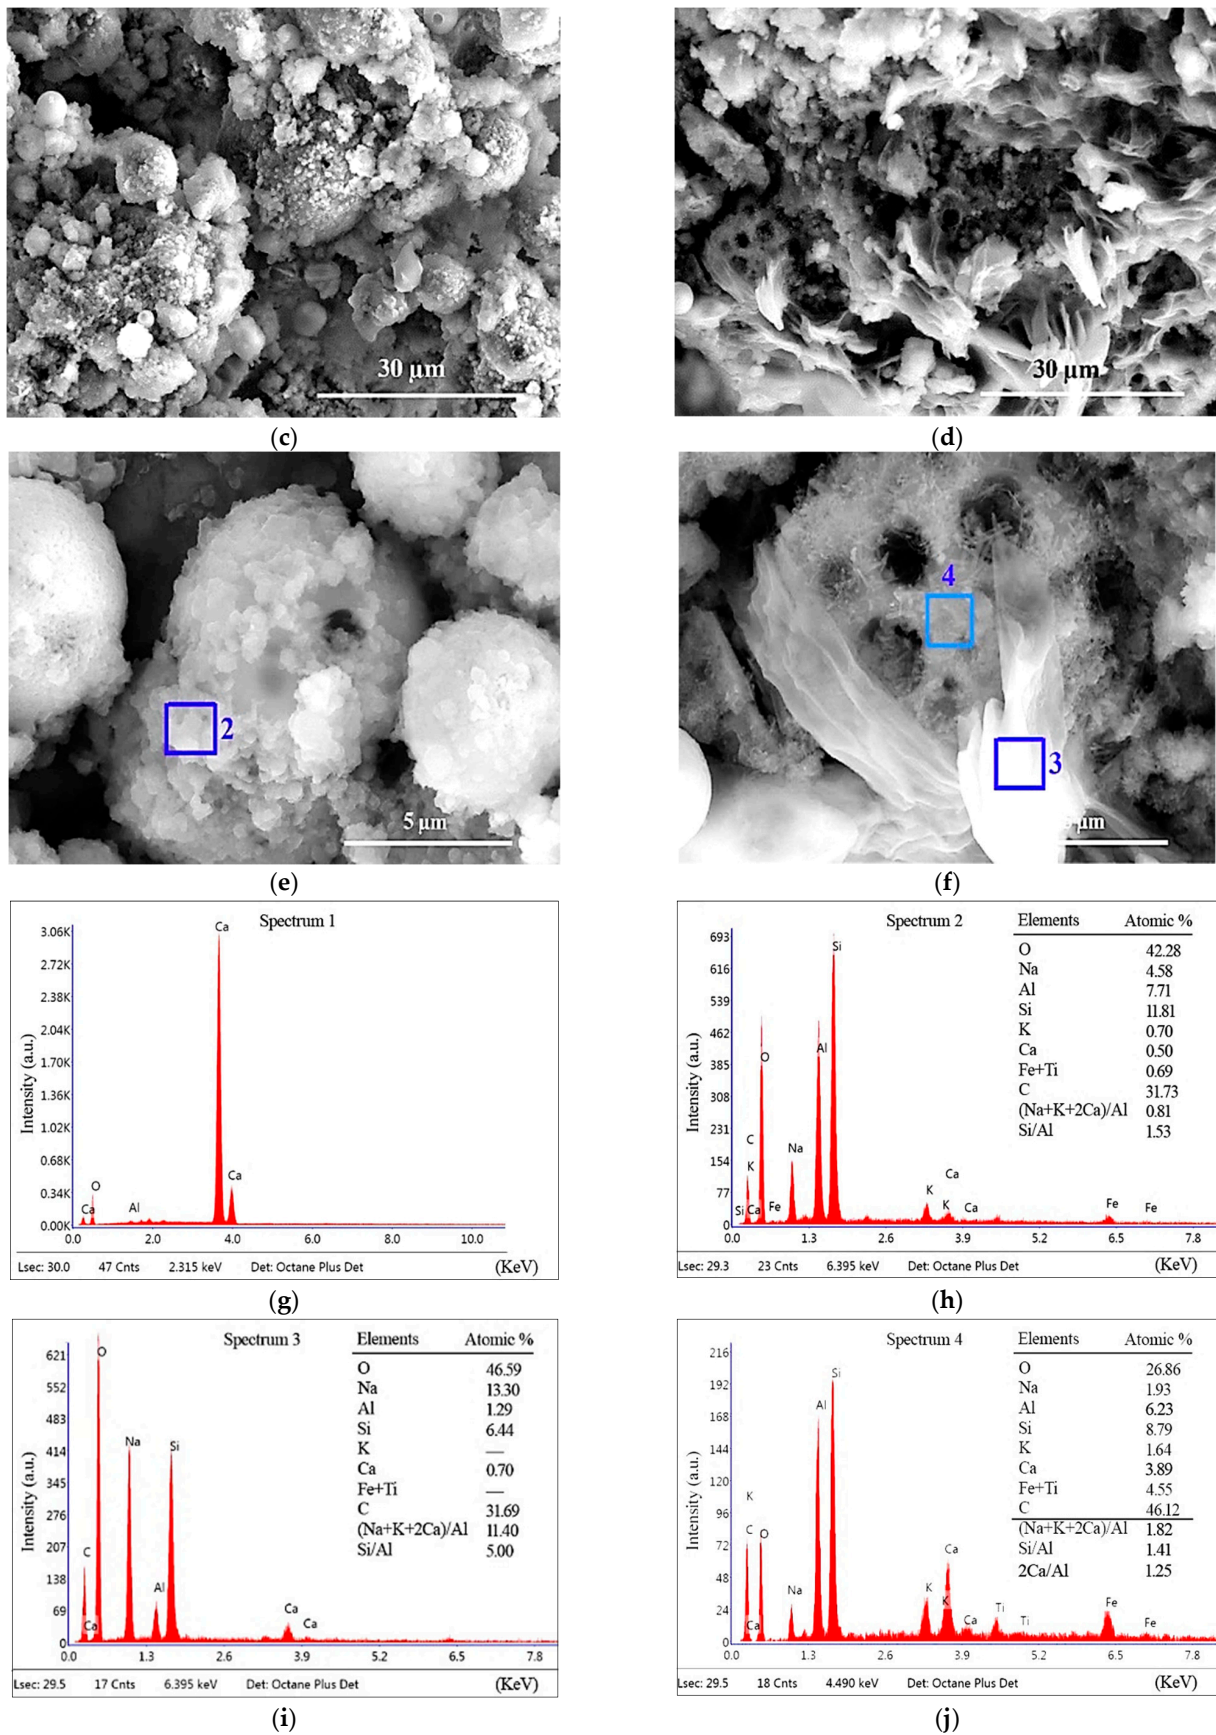 30 µm
30 µm
(c)
(d)
2
5 µm
4
3
µm
(e)
(f)
Spectrum 1
3.06K
2.72K
2.38K
2.04K
1.70K
1.36K
1.02K
0.68K
0.34K
0.00K
Intensity (a.u.)
Ca
Ca
O
Ca
Al
0.0 2.0 4.0 6.0 8.0 10.0
Lsec: 30.0 47 Cnts 2.315 keV Det: Octane Plus Det (KeV)
(g)
Spectrum 2
693
616
539
462
385
308
231
154
77
0
Intensity (a.u.)
Si
Al
O
C
K
Na
Ca
K
K
Ca
Si
Ca
Fe
Fe
Fe
0.0 1.3 2.6 3.9 5.2 6.5 7.8
Elements Atomic %
O 42.28
Na 4.58
Al 7.71
Si 11.81
K 0.70
Ca 0.50
Fe+Ti 0.69
C 31.73
(Na+K+2Ca)/Al 0.81
Si/Al 1.53
Lsec: 29.3 23 Cnts 6.395 keV Det: Octane Plus Det (KeV)
(h)
Spectrum 3
621
552
483
414
345
276
207
138
69
0
Intensity (a.u.)
O
Na
Si
C
Al
Ca
Ca
Ca
0.0 1.3 2.6 3.9 5.2 6.5 7.8
Elements Atomic %
O 46.59
Na 13.30
Al 1.29
Si 6.44
K —
Ca 0.70
Fe+Ti —
C 31.69
(Na+K+2Ca)/Al 11.40
Si/Al 5.00
Lsec: 29.5 17 Cnts 6.395 keV Det: Octane Plus Det (KeV)
(i)
Spectrum 4
216
192
168
144
120
96
72
48
24
0
Intensity (a.u.)
Si
Al
K
C
O
Ca
Na
K
K
Ca
Ca
Ti
Ti
Fe
Fe
0.0 1.3 2.6 3.9 5.2 6.5 7.8
Elements Atomic %
O 26.86
Na 1.93
Al 6.23
Si 8.79
K 1.64
Ca 3.89
Fe+Ti 4.55
C 46.12
(Na+K+2Ca)/Al 1.82
Si/Al 1.41
2Ca/Al 1.25
Lsec: 29.5 18 Cnts 4.490 keV Det: Octane Plus Det (KeV)
(j)